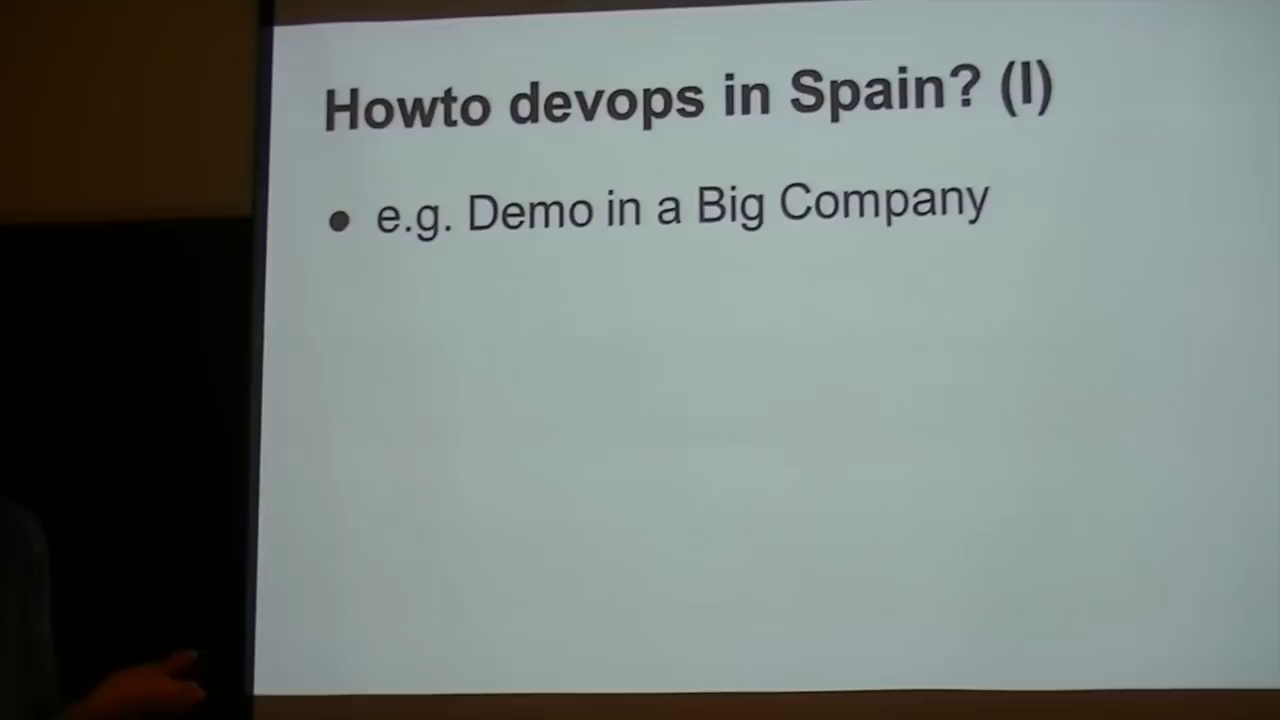 Howto devops in Spain? (I)
● e.g. Demo in a Big Company